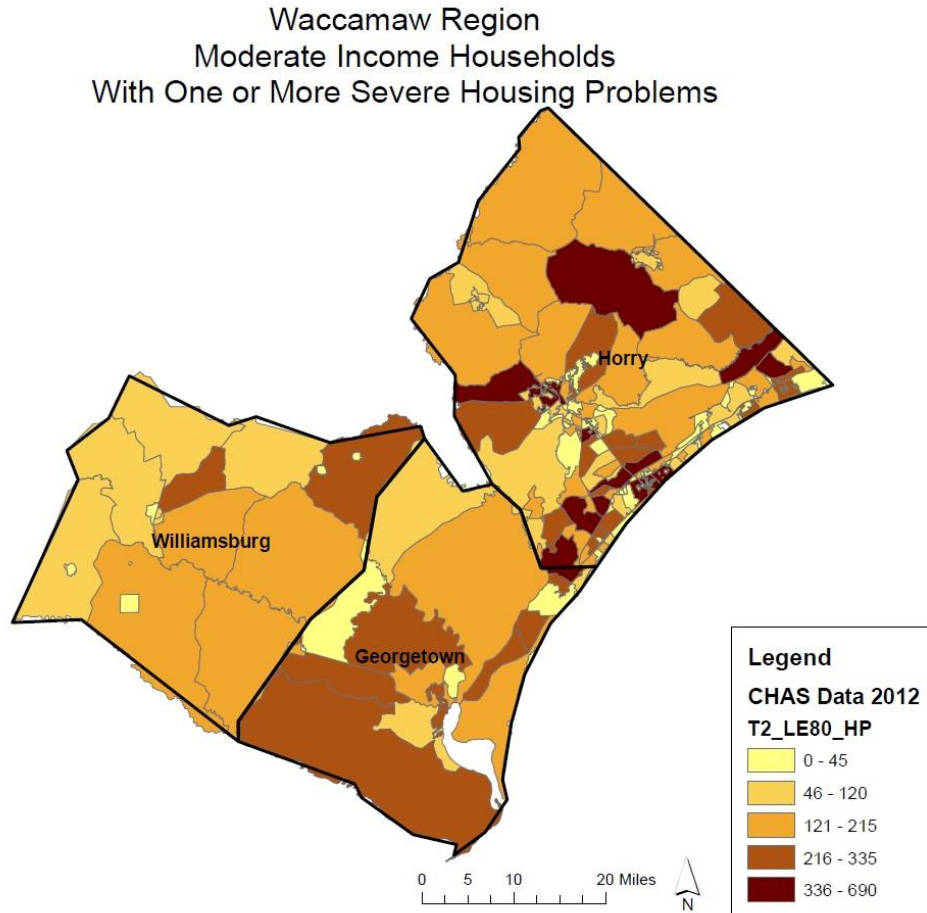 Waccamaw Region
Moderate Income Households
With One or More Severe Housing Problems
Horry
Williamsburg
Georgetown
Legend
CHAS Data 2012
T2_LE80_HP
0 - 45
46 - 120
121 - 215
216 - 335
336 - 690
0 5 10 20 Miles
N